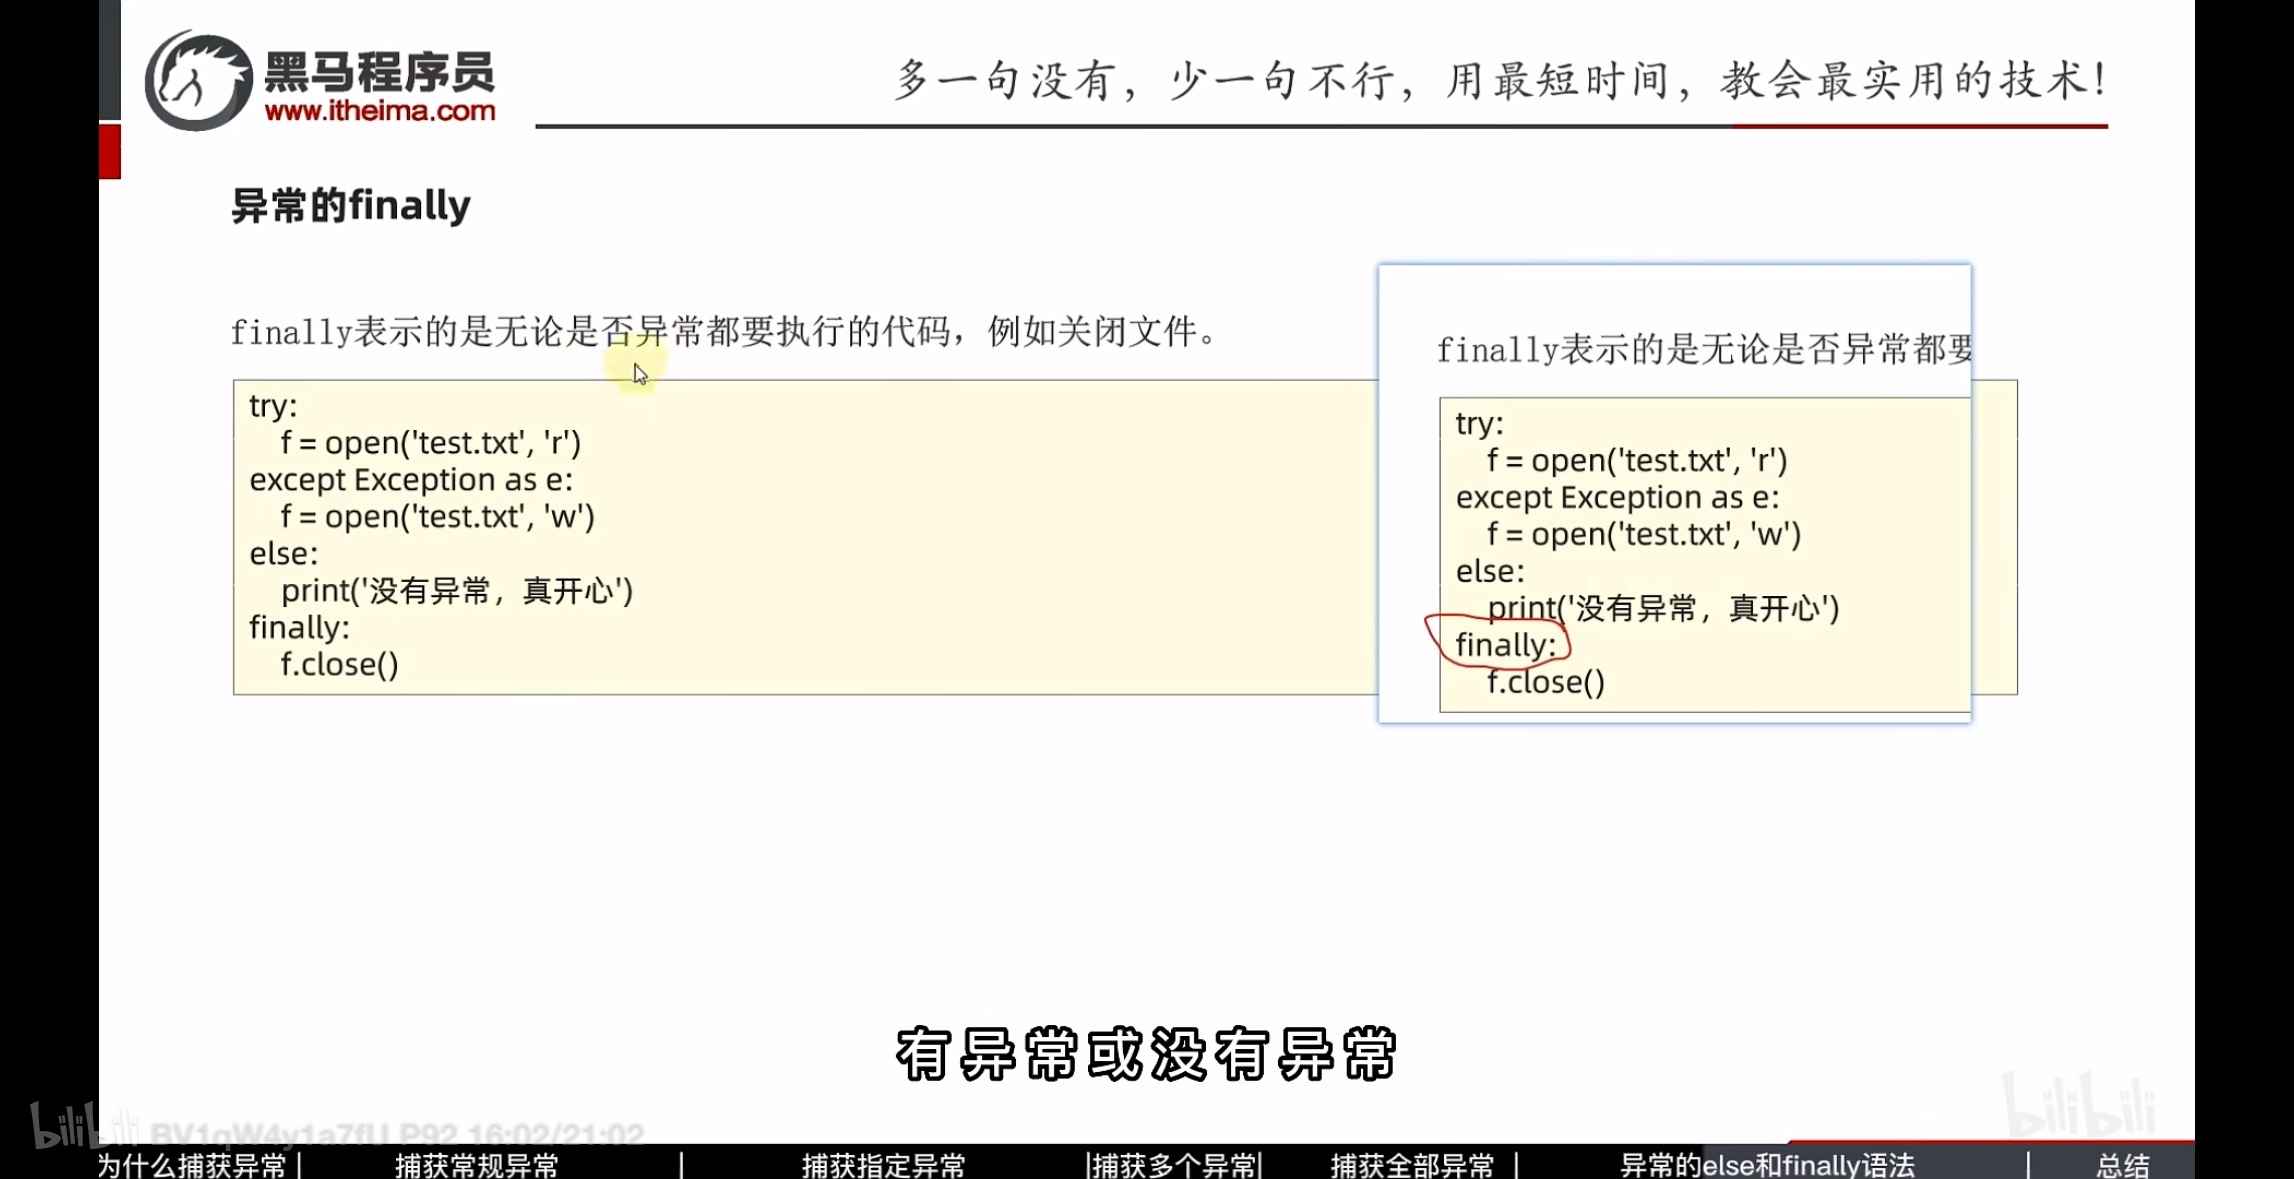 黑马程序员
www.itheima.com
多一句没有，少一句不行，用最短时间，教会最实用的技术！
异常的finally
finally表示的是无论是否异常都要执行的代码，例如关闭文件。
try:
f = open('test.txt', 'r')
except Exception as e:
f = open('test.txt', 'w')
else:
print('没有异常，真开心')
finally:
f.close()
finally表示的是无论是否异常都要
try:
f = open('test.txt', 'r')
except Exception as e:
f = open('test.txt', 'w')
else:
print('没有异常，真开心')
finally:
f.close()
有异常或没有异常
bilibili BV1qW4y1a7fU P92 16:02/21:02
bilibili
为什么捕获异常 | 捕获常规异常 | 捕获指定异常 |捕获多个异常| 捕获全部异常 | 异常的else和finally语法 | 总结